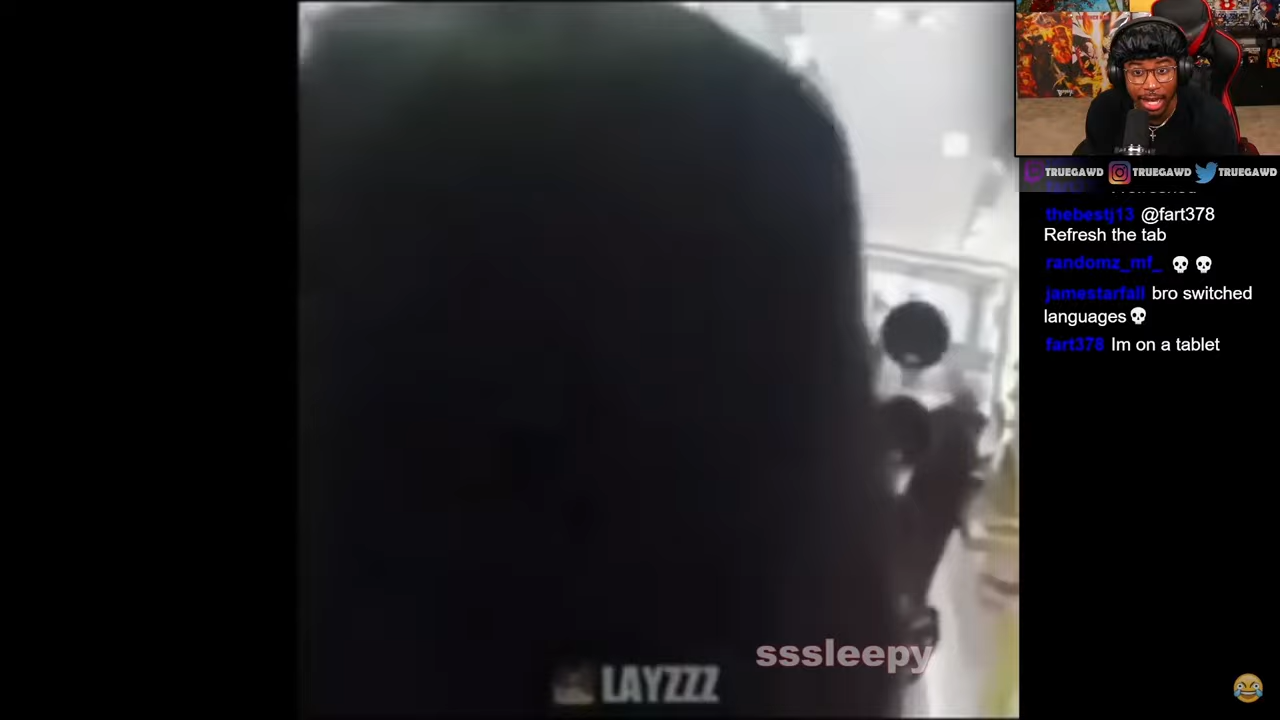 TRUEGAWD TRUEGAWD TRUEGAWD
thebestj13 @fart378
Refresh the tab
randomz_mf_ 💀💀
jamestarfall bro switched
languages💀
fart378 Im on a tablet
sssleepy
LAYZZZ